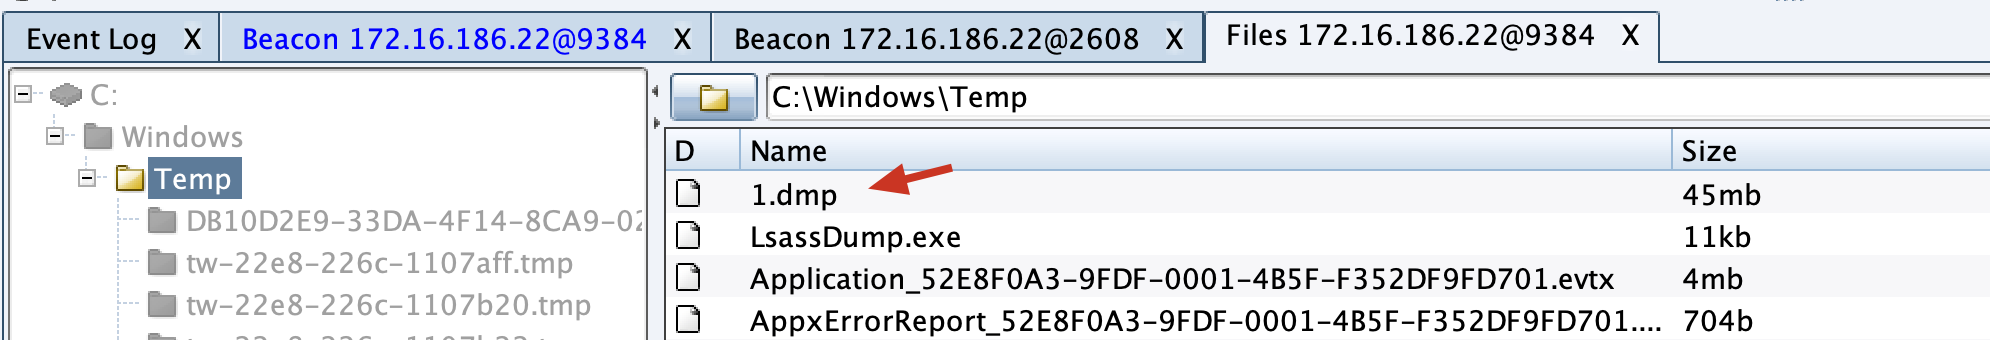 Event Log X Beacon 172.16.186.22@9384 X Beacon 172.16.186.22@2608 X Files 172.16.186.22@9384 X
C:
Windows
Temp
DB10D2E9-33DA-4F14-8CA9-02
tw-22e8-226c-1107aff.tmp
tw-22e8-226c-1107b20.tmp
C:\Windows\Temp
D Name Size
1.dmp 45mb
LsassDump.exe 11kb
Application_52E8F0A3-9FDF-0001-4B5F-F352DF9FD701.evtx 4mb
AppxErrorReport_52E8F0A3-9FDF-0001-4B5F-F352DF9FD701.... 704b